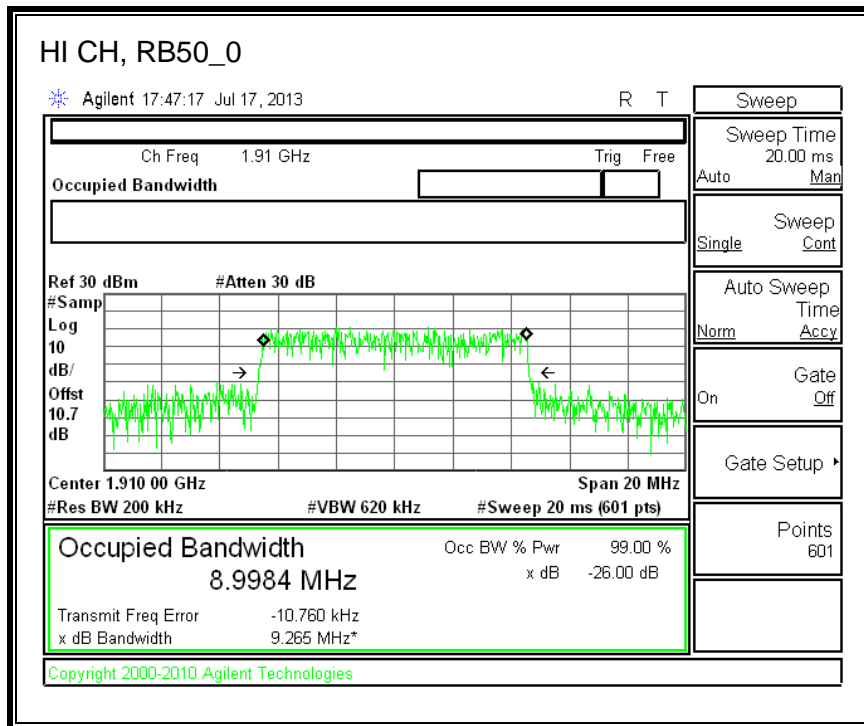 HI CH, RB50_0
Agilent 17:47:17 Jul 17, 2013 R T
Ch Freq 1.91 GHz Trig Free
Occupied Bandwidth
Ref 30 dBm #Atten 30 dB
#Samp
Log
10
dB/
Offst
10.7
dB
Center 1.910 00 GHz Span 20 MHz
#Res BW 200 kHz #VBW 620 kHz #Sweep 20 ms (601 pts)
Occupied Bandwidth
8.9984 MHz
Occ BW % Pwr 99.00 %
x dB -26.00 dB
Transmit Freq Error -10.760 kHz
x dB Bandwidth 9.265 MHz*
Copyright 2000-2010 Agilent Technologies
Sweep
Sweep Time
20.00 ms
Auto Man
Sweep
Single Cont
Auto Sweep
Time
Norm Accy
Gate
On Off
Gate Setup
Points
601